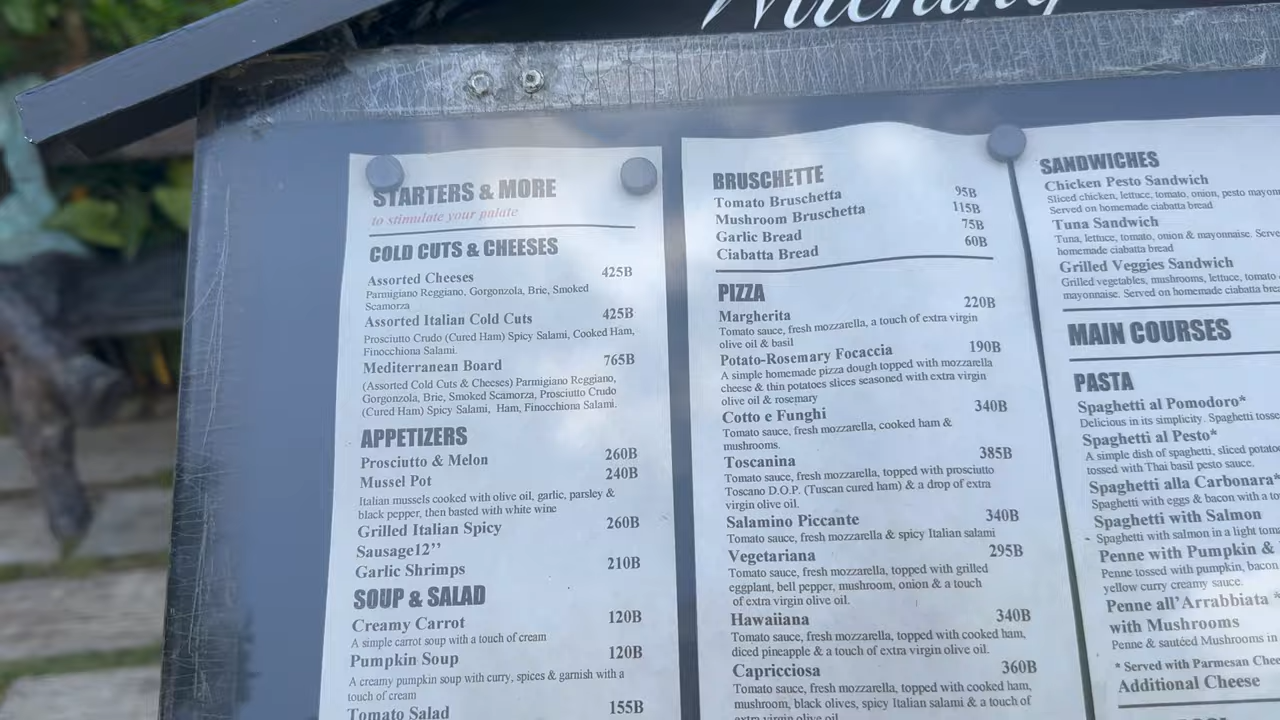 STARTERS & MORE
to stimulate your palate
COLD CUTS & CHEESES
Assorted Cheeses 425B
Parmigiano Reggiano, Gorgonzola, Brie, Smoked
Scamorza
Assorted Italian Cold Cuts 425B
Prosciutto Crudo (Cured Ham) Spicy Salami, Cooked Ham,
Finocchiona Salami.
Mediterranean Board 765B
(Assorted Cold Cuts & Cheeses) Parmigiano Reggiano,
Gorgonzola, Brie, Smoked Scamorza, Prosciutto Crudo
(Cured Ham) Spicy Salami, Ham, Finocchiona Salami.
APPETIZERS
Prosciutto & Melon 260B
Mussel Pot 240B
Italian mussels cooked with olive oil, garlic, parsley &
black pepper, then basted with white wine
Grilled Italian Spicy 260B
Sausage12’’
Garlic Shrimps 210B
SOUP & SALAD
Creamy Carrot 120B
A simple carrot soup with a touch of cream
Pumpkin Soup 120B
A creamy pumpkin soup with curry, spices & garnish with a
touch of cream
Tomato Salad 155B
BRUSCHETTE
Tomato Bruschetta 95B
Mushroom Bruschetta 115B
Garlic Bread 75B
Ciabatta Bread 60B
PIZZA
Margherita 220B
Tomato sauce, fresh mozzarella, a touch of extra virgin
olive oil & basil
Potato-Rosemary Focaccia 190B
A simple homemade pizza dough topped with mozzarella
cheese & thin potatoes slices seasoned with extra virgin
olive oil & rosemary
Cotto e Funghi 340B
Tomato sauce, fresh mozzarella, cooked ham &
mushrooms.
Toscanina 385B
Tomato sauce, fresh mozzarella, topped with prosciutto
Toscano D.O.P. (Tuscan cured ham) & a drop of extra
virgin olive oil.
Salamino Piccante 340B
Tomato sauce, fresh mozzarella & spicy Italian salami
Vegetariana 295B
Tomato sauce, fresh mozzarella, topped with grilled
eggplant, bell pepper, mushroom, onion & a touch
of extra virgin olive oil.
Hawaiiana 340B
Tomato sauce, fresh mozzarella, topped with cooked ham,
diced pineapple & a touch of extra virgin olive oil.
Capricciosa 360B
Tomato sauce, fresh mozzarella, topped with cooked ham,
mushroom, black olives, spicy Italian salami & a touch of
extra virgin olive oil
SANDWICHES
Chicken Pesto Sandwich
Sliced chicken, lettuce, tomato, onion, pesto mayonn
Served on homemade ciabatta bread
Tuna Sandwich
Tuna, lettuce, tomato, onion & mayonnaise. Serve
homemade ciabatta bread
Grilled Veggies Sandwich
Grilled vegetables, mushrooms, lettuce, tomato
mayonnaise. Served on homemade ciabatta brea
MAIN COURSES
PASTA
Spaghetti al Pomodoro*
Delicious in its simplicity. Spaghetti tosse
Spaghetti al Pesto*
A simple dish of spaghetti, sliced potato
tossed with Thai basil pesto sauce.
Spaghetti alla Carbonara*
Spaghetti with eggs & bacon with a to
Spaghetti with Salmon
Spaghetti with salmon in a light tom
Penne with Pumpkin &
Penne tossed with pumpkin, bacon
yellow curry creamy sauce.
Penne all’Arrabbiata *
with Mushrooms
Penne & sautéed Mushrooms in
* Served with Parmesan Chee
Additional Cheese